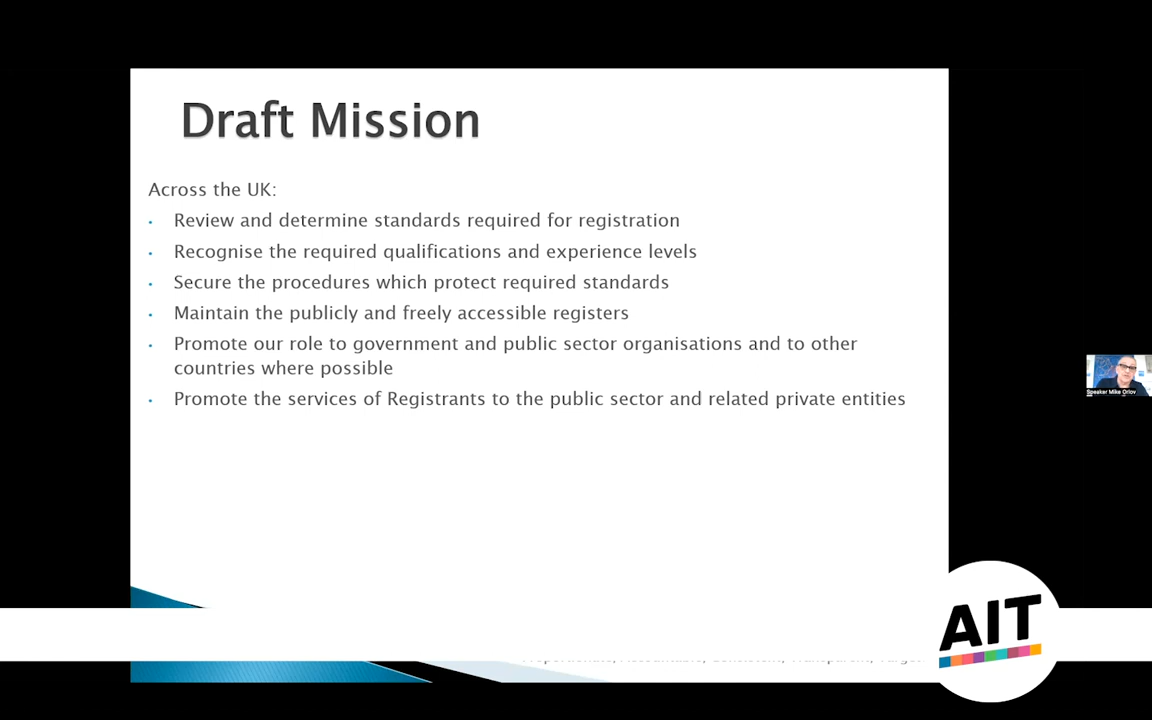 Draft Mission
Across the UK:
• Review and determine standards required for registration
• Recognise the required qualifications and experience levels
• Secure the procedures which protect required standards
• Maintain the publicly and freely accessible registers
• Promote our role to government and public sector organisations and to other
countries where possible
• Promote the services of Registrants to the public sector and related private entities
Speaker Mike Orlov
AIT